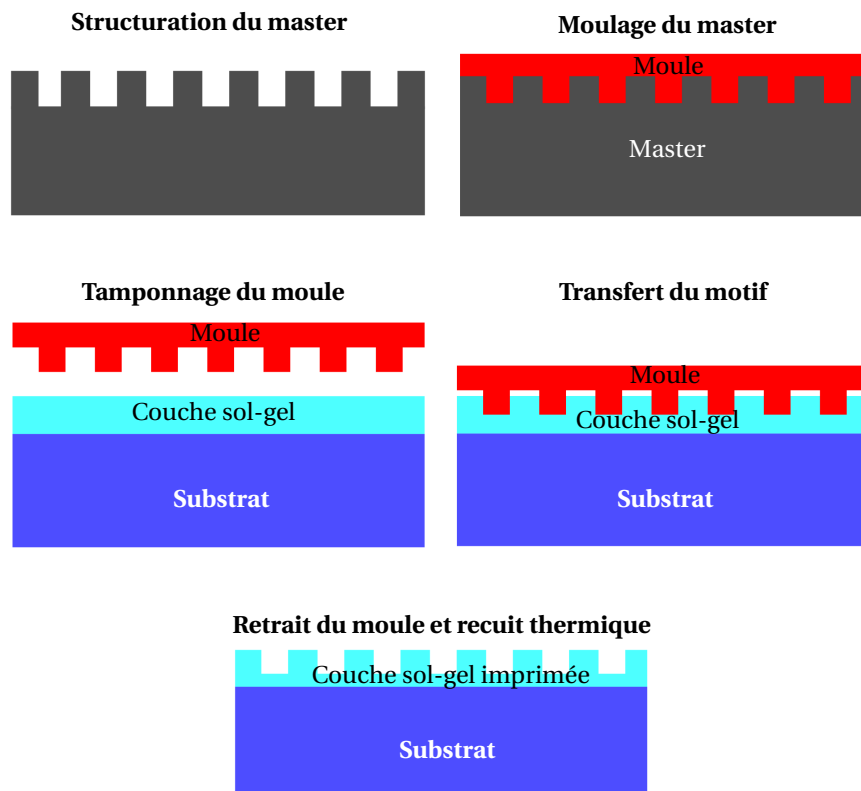 Structuration du master
Moulage du master
Moule
Master
Tamponnage du moule
Transfert du motif
Moule
Couche sol-gel
Substrat
Moule
Couche sol-gel
Substrat
Retrait du moule et recuit thermique
Couche sol-gel imprimée
Substrat